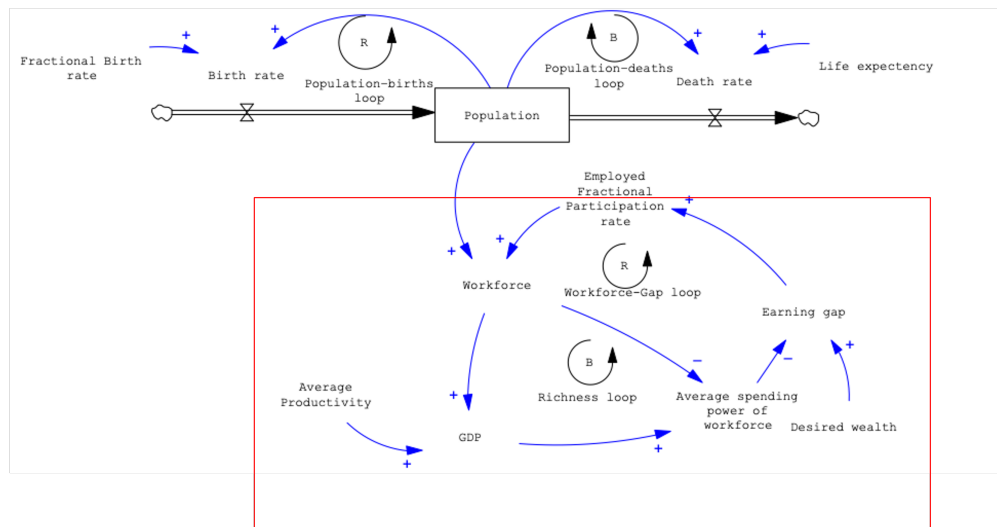 Fractional Birth
rate
+
Birth rate
+
R
Population-births
loop
B
Population-deaths
loop
+
Death rate
+
Life expectency
Population
Employed
Fractional
Participation
rate
+
+
+
Workforce
R
Workforce-Gap loop
Earning gap
B
Richness loop
–
–
+
Average
Productivity
+
Average spending
power of
workforce
Desired wealth
GDP
+
+